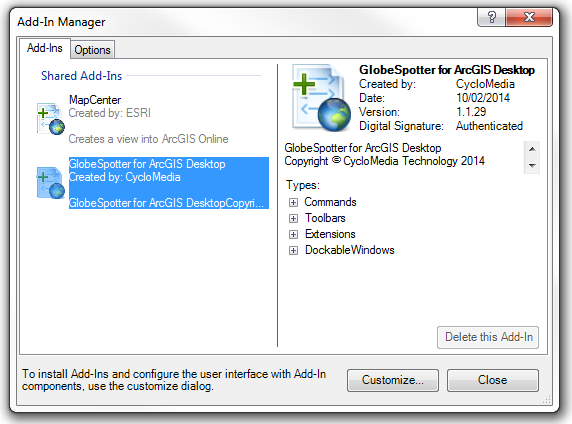 Add-In Manager
?
Add-Ins
Options
Shared Add-Ins
MapCenter
Created by: ESRI
Creates a view into ArcGIS Online
GlobeSpotter for ArcGIS Desktop
Created by: CycloMedia
GlobeSpotter for ArcGIS DesktopCopyri...
GlobeSpotter for ArcGIS Desktop
Created by: CycloMedia
Date: 10/02/2014
Version: 1.1.29
Digital Signature: Authenticated
GlobeSpotter for ArcGIS Desktop
Copyright © CycloMedia Technology 2014
Types:
Commands
Toolbars
Extensions
DockableWindows
Delete this Add-In
To install Add-Ins and configure the user interface with Add-In
components, use the customize dialog.
Customize...
Close